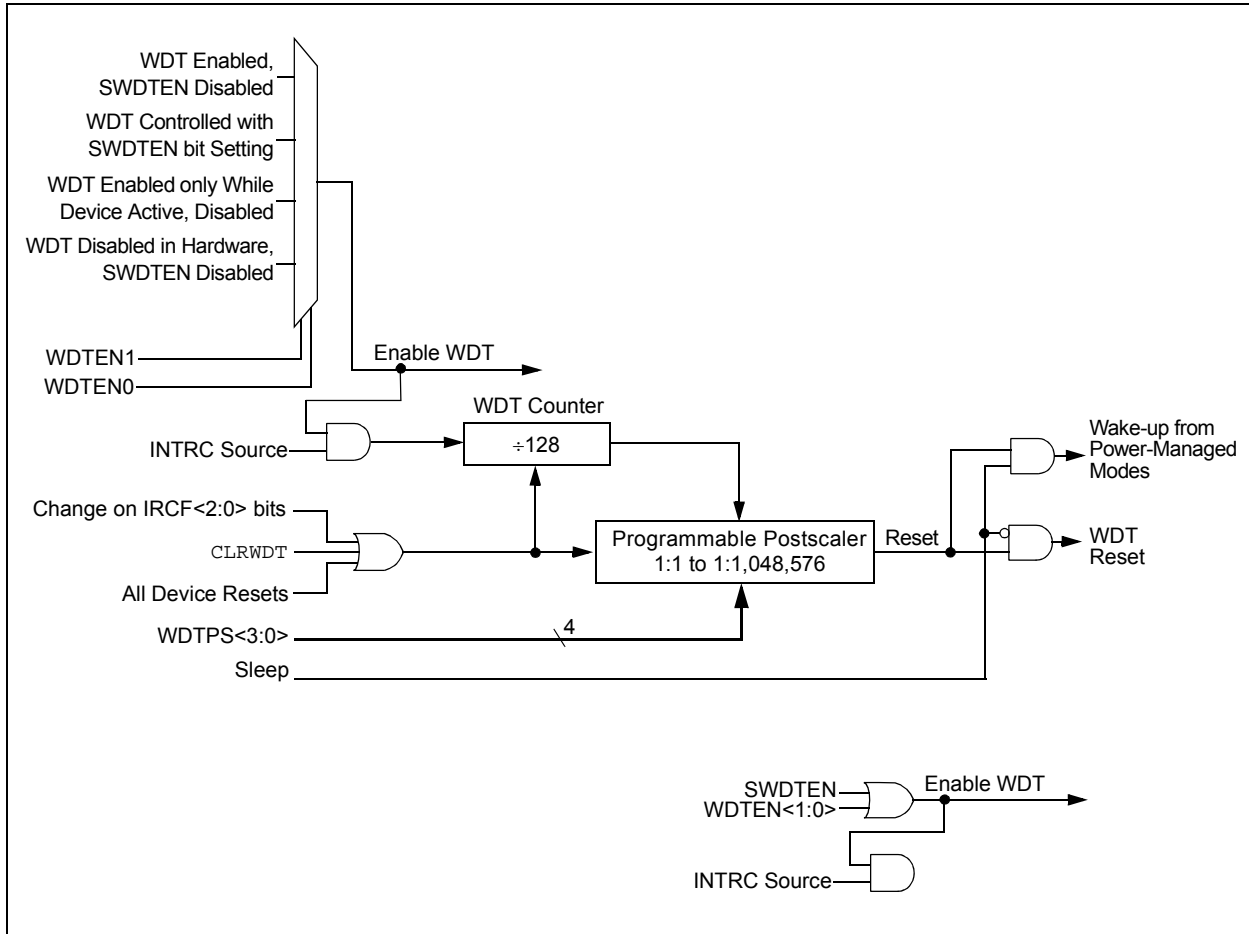 WDT Enabled,
SWDTEN Disabled
WDT Controlled with
SWDTEN bit Setting
WDT Enabled only While
Device Active, Disabled
WDT Disabled in Hardware,
SWDTEN Disabled
WDTEN1
WDTEN0
Enable WDT
WDT Counter
÷128
INTRC Source
Wake-up from
Power-Managed
Modes
Change on IRCF<2:0> bits
CLRWDT
All Device Resets
Programmable Postscaler
1:1 to 1:1,048,576
Reset
WDT
Reset
WDTPS<3:0>
4
Sleep
SWDTEN
WDTEN<1:0>
Enable WDT
INTRC Source